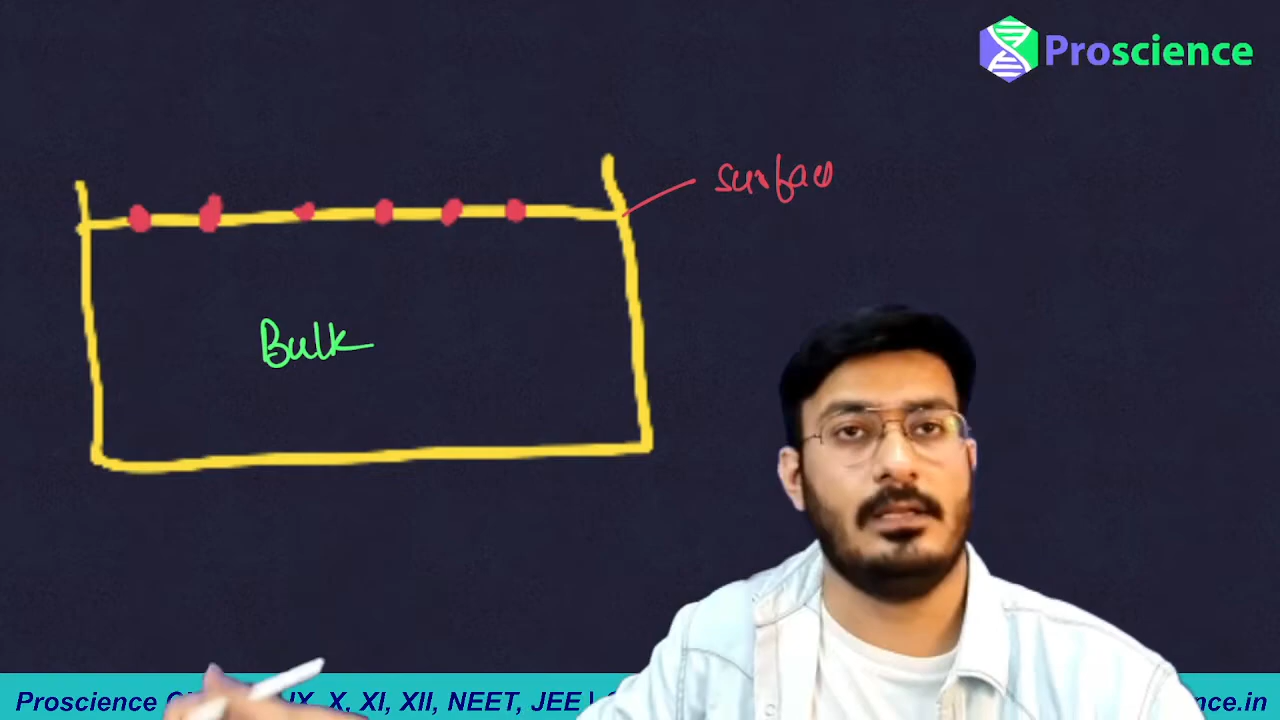 Proscience
surface
Bulk
Proscience IX, X, XI, XII, NEET, JEE \ nce.in